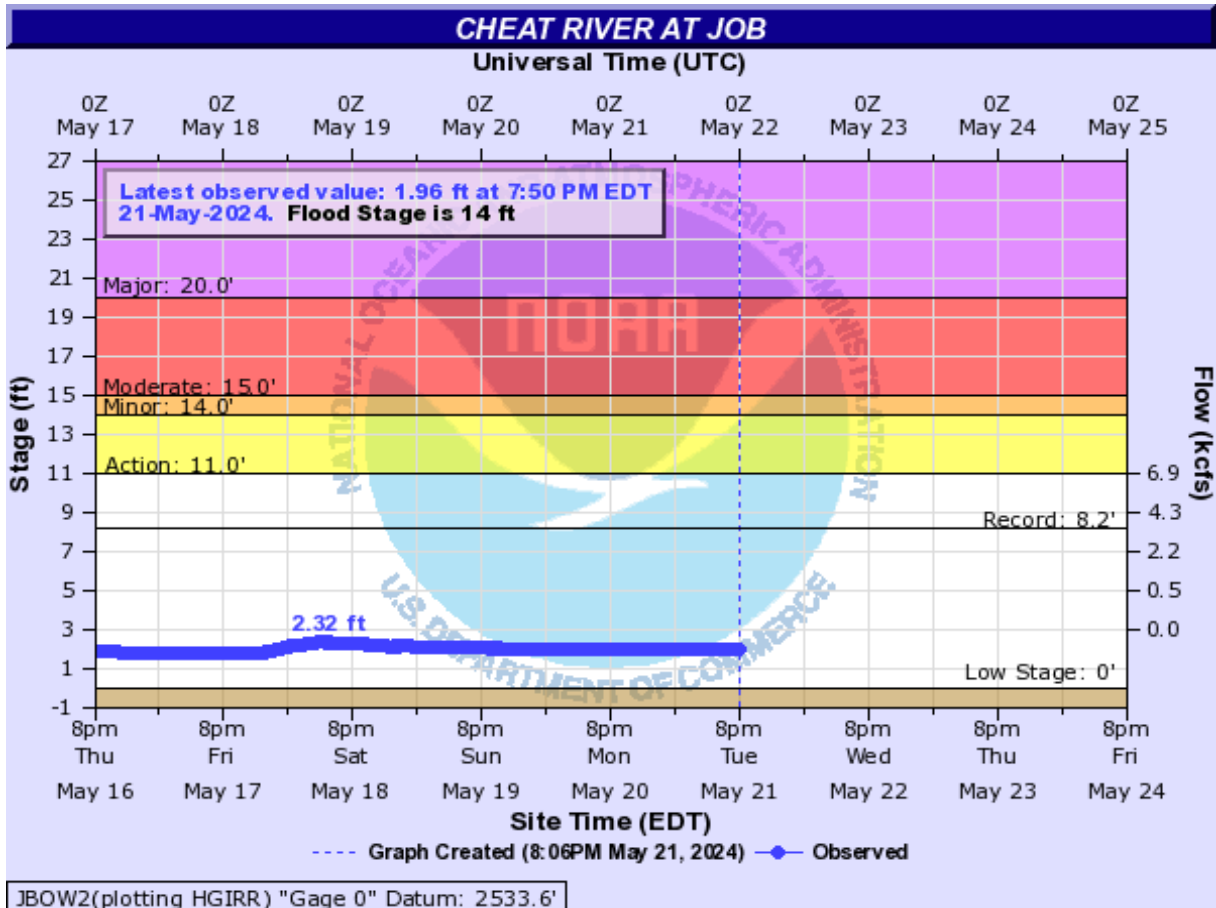 CHEAT RIVER AT JOB
Universal Time (UTC)
0Z 0Z 0Z 0Z 0Z 0Z 0Z 0Z 0Z
May 17 May 18 May 19 May 20 May 21 May 22 May 23 May 24 May 25
27
Latest observed value: 1.96 ft at 7:50 PM EDT
21-May-2024. Flood Stage is 14 ft
25
23
21
Major: 20.0'
19
17
Moderate: 15.0'
15
Minor: 14.0'
13
Action: 11.0'
11 6.9
9 4.3
Record: 8.2'
7 2.2
5 0.5
2.32 ft
3 0.0
1
Low Stage: 0'
-1
Stage (ft)
Flow (kcfs)
NATIONAL OCEANIC AND ATMOSPHERIC ADMINISTRATION
NOAA
U.S. DEPARTMENT OF COMMERCE
8pm 8pm 8pm 8pm 8pm 8pm 8pm 8pm 8pm
Thu Fri Sat Sun Mon Tue Wed Thu Fri
May 16 May 17 May 18 May 19 May 20 May 21 May 22 May 23 May 24
Site Time (EDT)
---- Graph Created (8:06PM May 21, 2024) Observed
JBOW2(plotting HGIRR) "Gage 0" Datum: 2533.6'